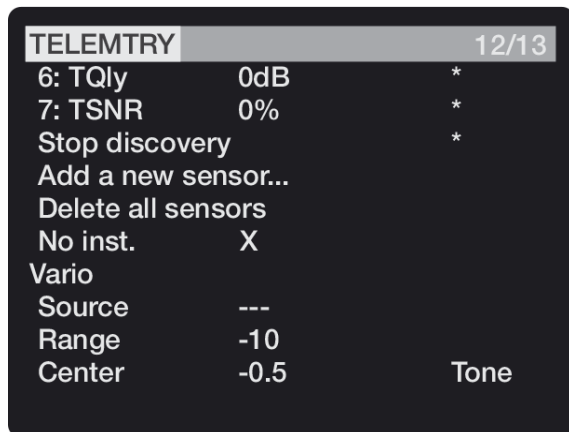 TELEMTRY 12/13
6: TQly 0dB *
7: TSNR 0% *
Stop discovery *
Add a new sensor...
Delete all sensors
No inst. X
Vario
Source ---
Range -10
Center -0.5 Tone